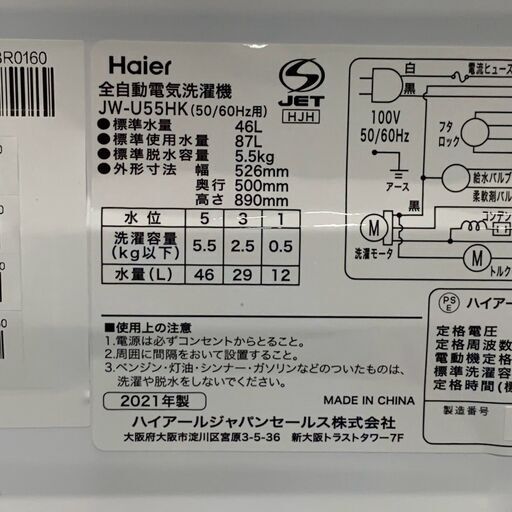 BR0160
Haier
全自動電気洗濯機
JW-U55HK(50/60Hz用)
●標準水量 46L
●標準使用水量 87L
●標準脱水容量 5.5kg
●外形寸法 幅 526mm
奥行 500mm
高さ 890mm
S
JET
HJH
水位 5 3 1
洗濯容量(kg以下) 5.5 2.5 0.5
水量(L) 46 29 12
白
黒
電流ヒューズ
100V
50/60Hz
アース
フタ
ロック
給水バルブ
柔軟剤バル
黒
コンデン
M
洗濯モータ
M
トルク
■使用上の注意
1.電源は必ずコンセントからとること。
2.周囲に間隔をおいて設置すること。
3.ベンジン・灯油・シンナー・ガソリンなどのついたものは、
洗濯や脱水をしないでください。
2021年製
MADE IN CHINA
ハイアールジャパンセールス株式会社
大阪府大阪市淀川区宮原3-5-36 新大阪トラストタワー7F
PS
E
ハイアー
定格電圧
定格周波数
電動機定格
標準洗濯容
定格時間(標
製造番号